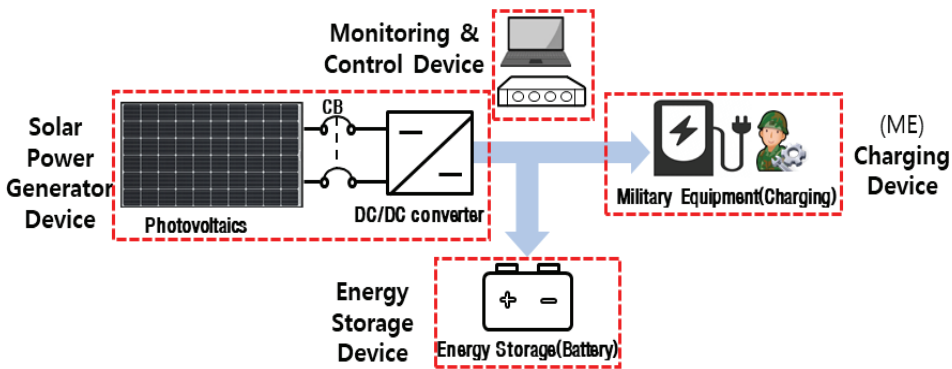 Monitoring &
Control Device
Solar
Power
Generator
Device
CB
Photovoltaics
DC/DC converter
(ME)
Charging
Device
Military Equipment(Charging)
Energy
Storage
Device
Energy Storage(Battery)